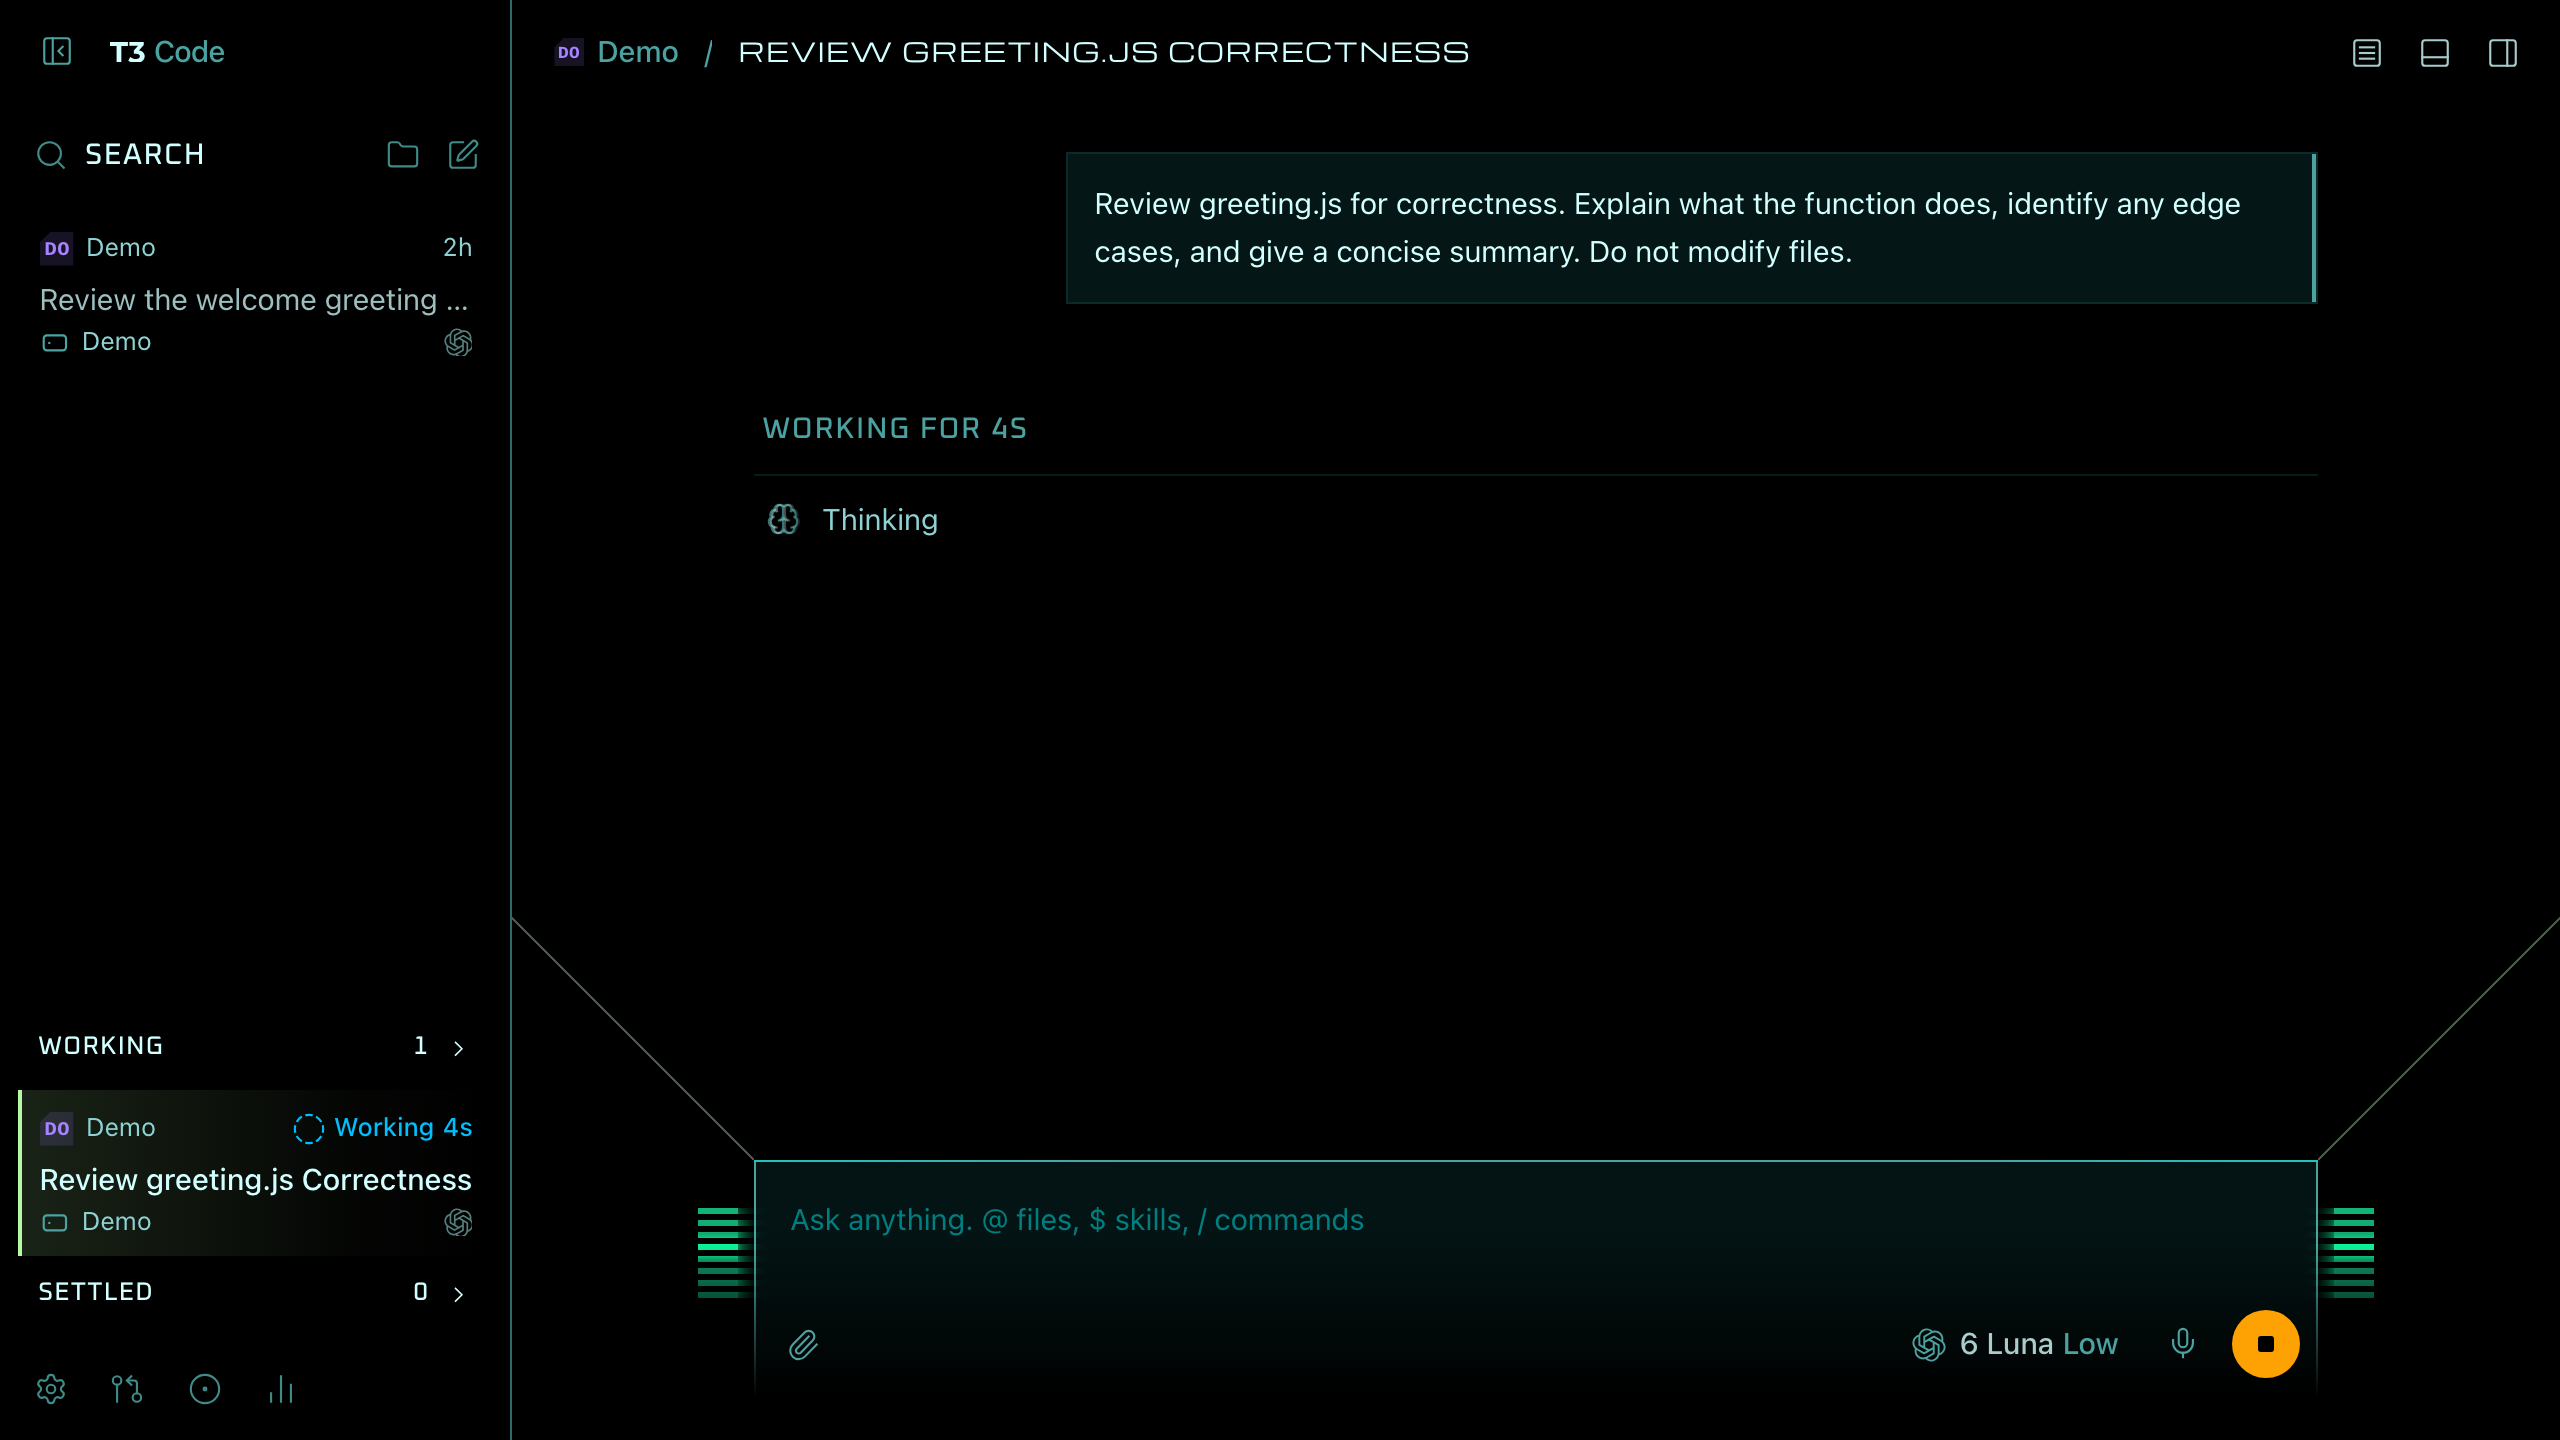 T3 Code
SEARCH
DO Demo 2h
Review the welcome greeting ...
Demo
WORKING 1
DO Demo Working 4s
Review greeting.js Correctness
Demo
SETTLED 0
DO Demo / REVIEW GREETING.JS CORRECTNESS
Review greeting.js for correctness. Explain what the function does, identify any edge
cases, and give a concise summary. Do not modify files.
WORKING FOR 4S
Thinking
Ask anything. @ files, $ skills, / commands
6 Luna Low